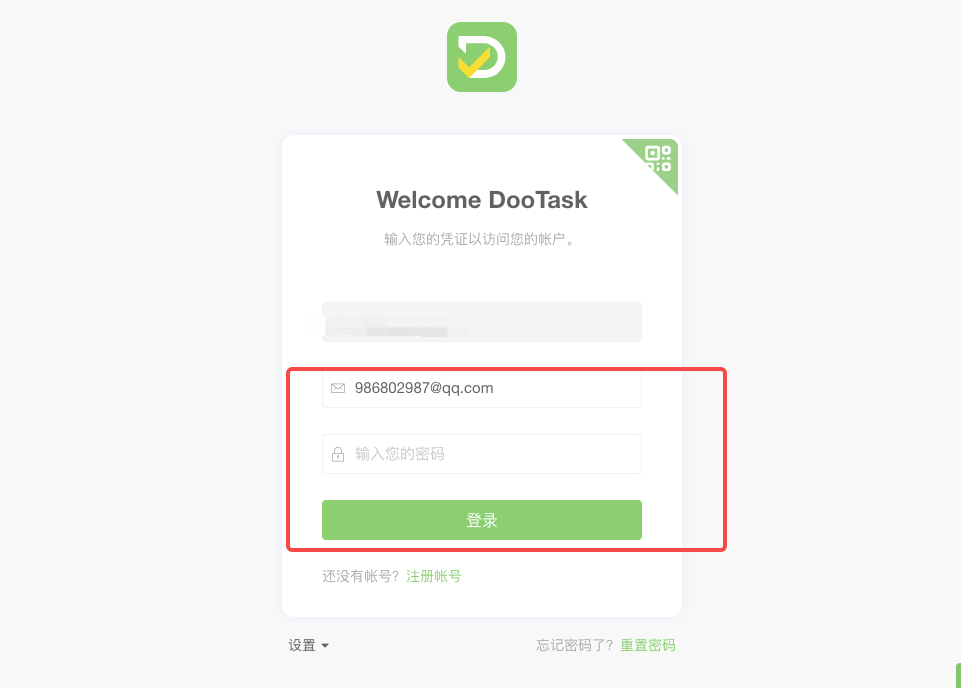 Welcome DooTask
输入您的凭证以访问您的帐户。
986802987@qq.com
输入您的密码
登录
还没有帐号? 注册帐号
设置
忘记密码了? 重置密码